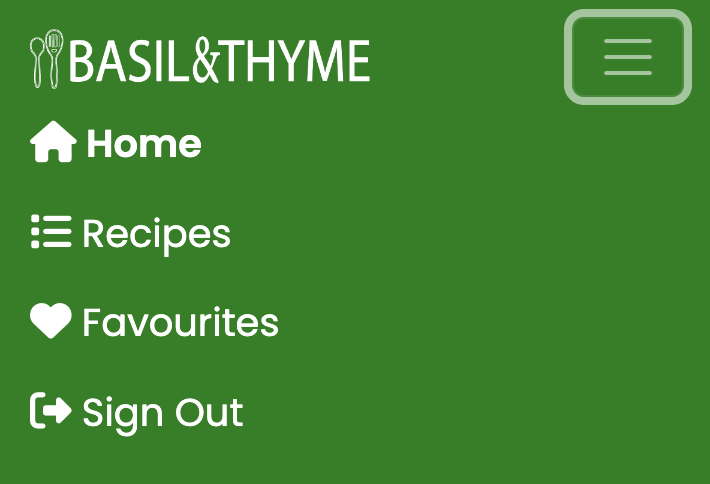 BASIL&THYME
Home
Recipes
Favourites
Sign Out